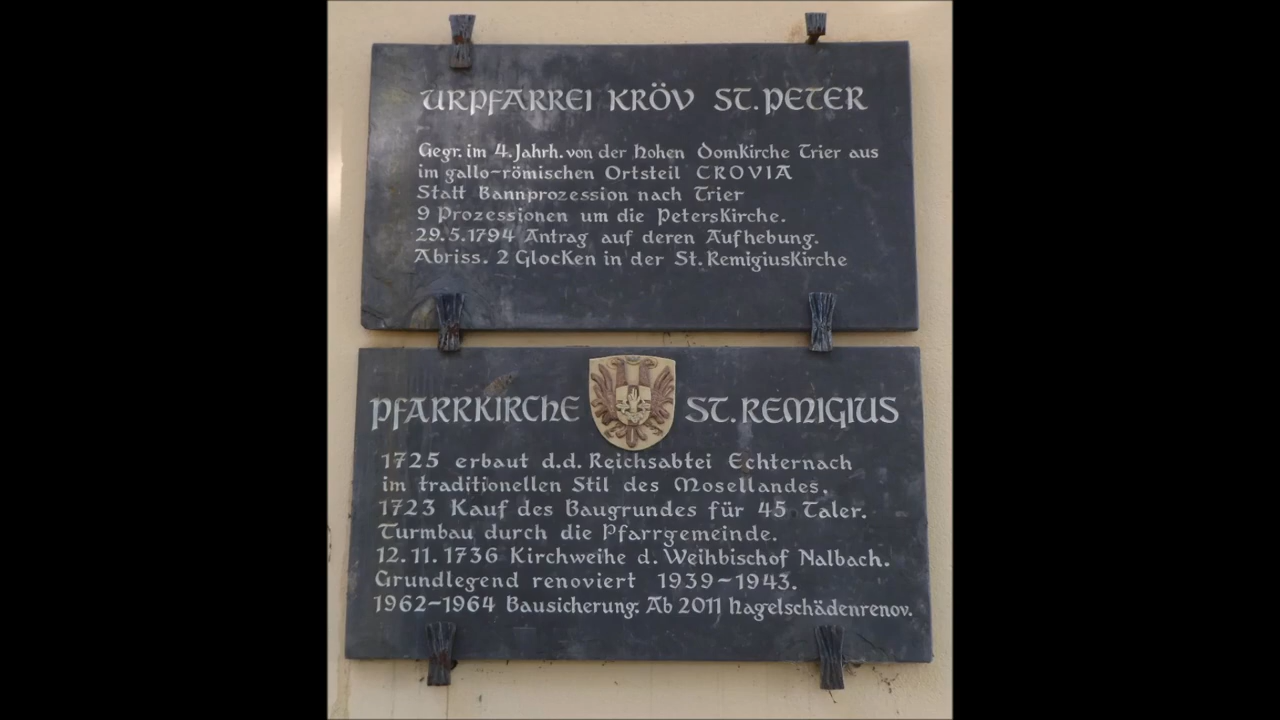 URPFARREI KRÖV ST. PETER
Gegr. im 4. Jahrh. von der Hohen Domkirche Trier aus
im gallo-römischen Ortsteil CROVIA
Statt Bannprozession nach Trier
9 Prozessionen um die Peterskirche.
29.5.1794 Antrag auf deren Aufhebung.
Abriss. 2 Glocken in der St. Remigiuskirche
PFARRKIRCHE ST. REMIGIUS
1725 erbaut d.d. Reichsabtei Echternach
im traditionellen Stil des Mosellandes.
1723 Kauf des Baugrundes für 45 Taler.
Turmbau durch die Pfarrgemeinde.
12.11.1736 Kirchweihe d. Weihbischof Nalbach.
Grundlegend renoviert 1939-1943.
1962-1964 Bausicherung. Ab 2011 Hagelschädenrenov.